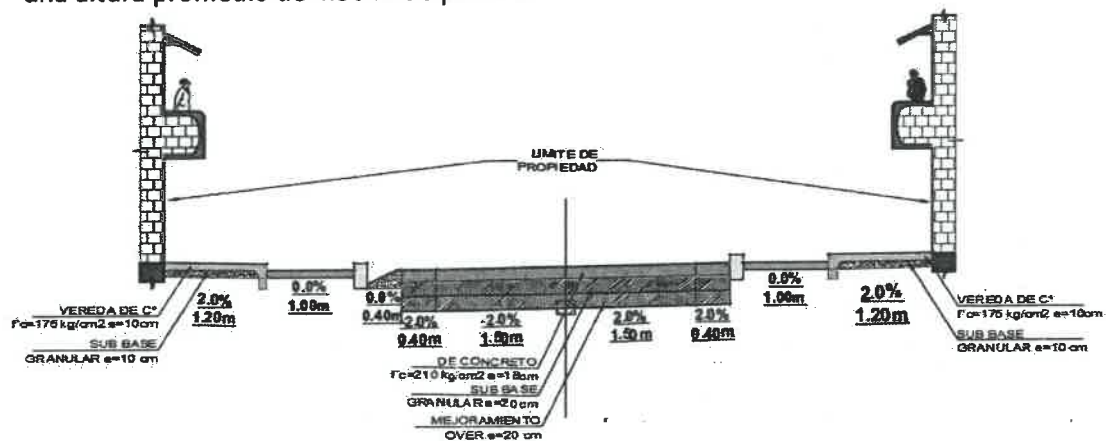 LIMITE DE
PROPIEDAD
VEREDA DE C°
f'c=175 kg/cm2 e=10cm
SUB BASE
GRANULAR e=10 cm
2.0%
1.20m
0.0%
1.00m
0.0%
0.40m
-2.0%
0.40m
-2.0%
1.50m
2.0%
1.50m
2.0%
0.40m
0.0%
1.00m
2.0%
1.20m
VEREDA DE C°
f'c=175 kg/cm2 e=10cm
SUB BASE
GRANULAR e=10 cm
DE CONCRETO
f'c=210 kg/cm2 e=18cm
SUB BASE
GRANULAR e=20cm
MEJORAMIENTO
OVER e=20 cm